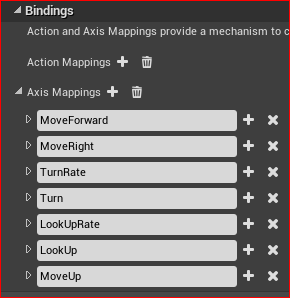 Bindings
Action and Axis Mappings provide a mechanism to c
Action Mappings
Axis Mappings
MoveForward
MoveRight
TurnRate
Turn
LookUpRate
LookUp
MoveUp